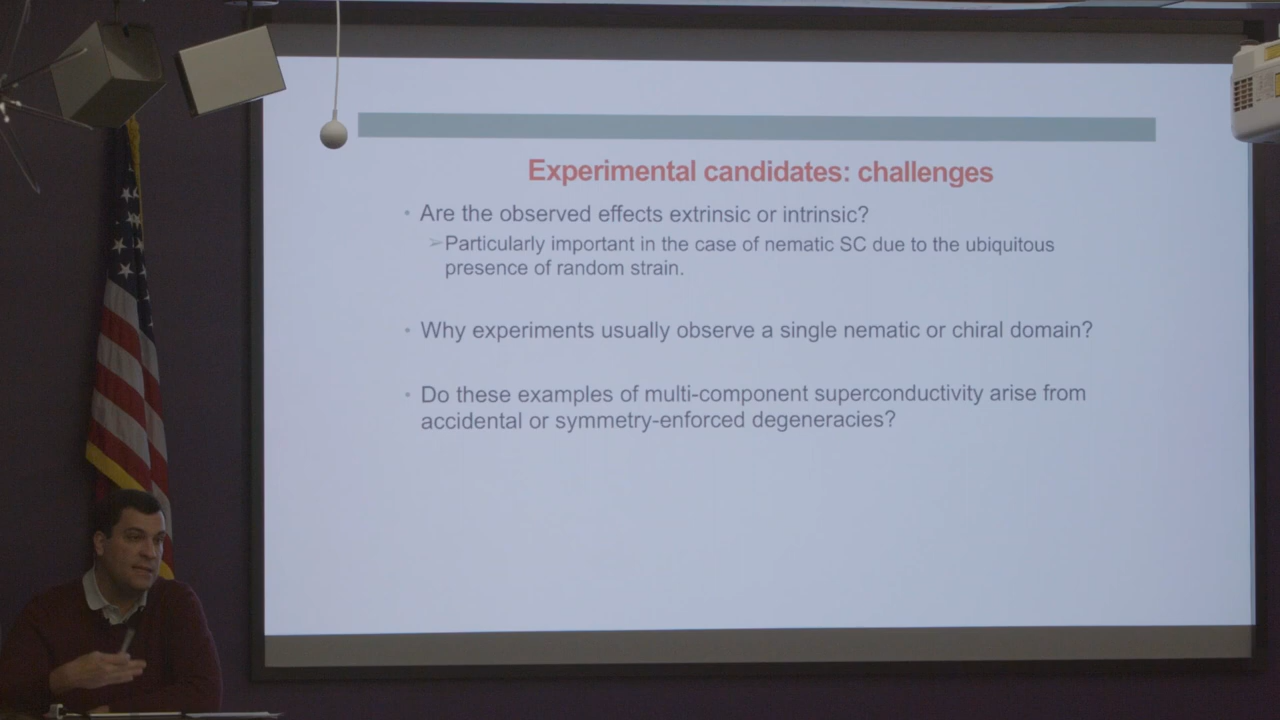 Experimental candidates: challenges
• Are the observed effects extrinsic or intrinsic?
➢Particularly important in the case of nematic SC due to the ubiquitous
presence of random strain.
• Why experiments usually observe a single nematic or chiral domain?
• Do these examples of multi-component superconductivity arise from
accidental or symmetry-enforced degeneracies?